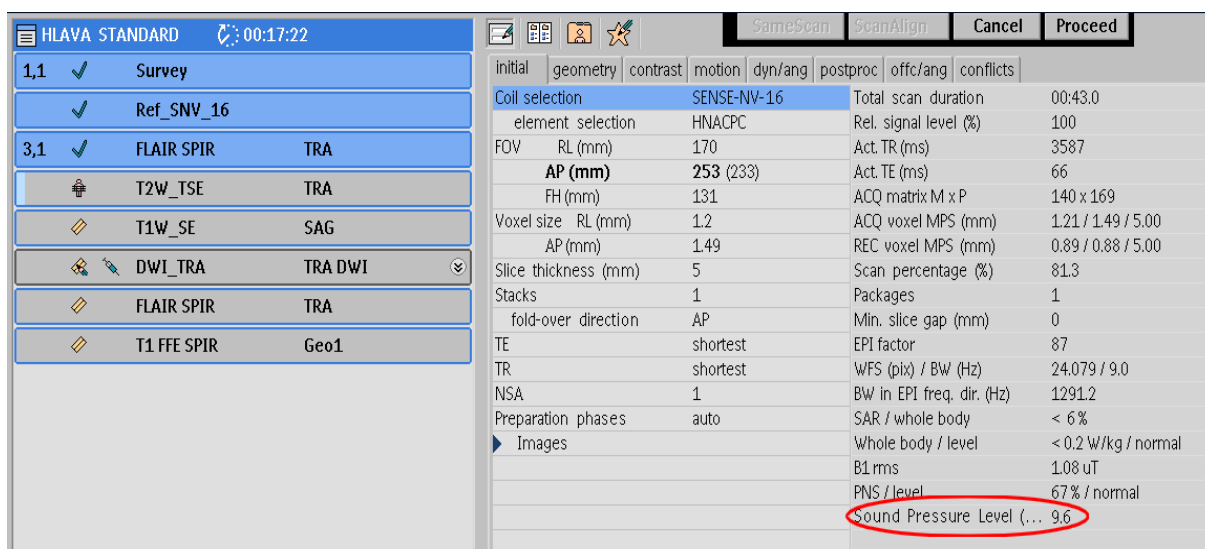 HLAVA STANDARD 00:17:22
1,1 Survey
Ref_SNV_16
3,1 FLAIR SPIR TRA
T2W_TSE TRA
T1W_SE SAG
DWI_TRA TRA DWI
FLAIR SPIR TRA
T1 FFE SPIR Geo1
SameScan ScanAlign Cancel Proceed
initial geometry contrast motion dyn/ang postproc offc/ang conflicts
Coil selection SENSE-NV-16
element selection HNACPC
FOV RL (mm) 170
AP (mm) 253 (233)
FH (mm) 131
Voxel size RL (mm) 1.2
AP (mm) 1.49
Slice thickness (mm) 5
Stacks 1
fold-over direction AP
TE shortest
TR shortest
NSA 1
Preparation phases auto
Images
Total scan duration 00:43.0
Rel. signal level (%) 100
Act. TR (ms) 3587
Act. TE (ms) 66
ACQ matrix M x P 140 x 169
ACQ voxel MPS (mm) 1.21 / 1.49 / 5.00
REC voxel MPS (mm) 0.89 / 0.88 / 5.00
Scan percentage (%) 81.3
Packages 1
Min. slice gap (mm) 0
EPI factor 87
WFS (pix) / BW (Hz) 24.079 / 9.0
BW in EPI freq. dir. (Hz) 1291.2
SAR / whole body < 6 %
Whole body / level < 0.2 W/kg / normal
B1 rms 1.08 uT
PNS / level 67 % / normal
Sound Pressure Level (... 9.6